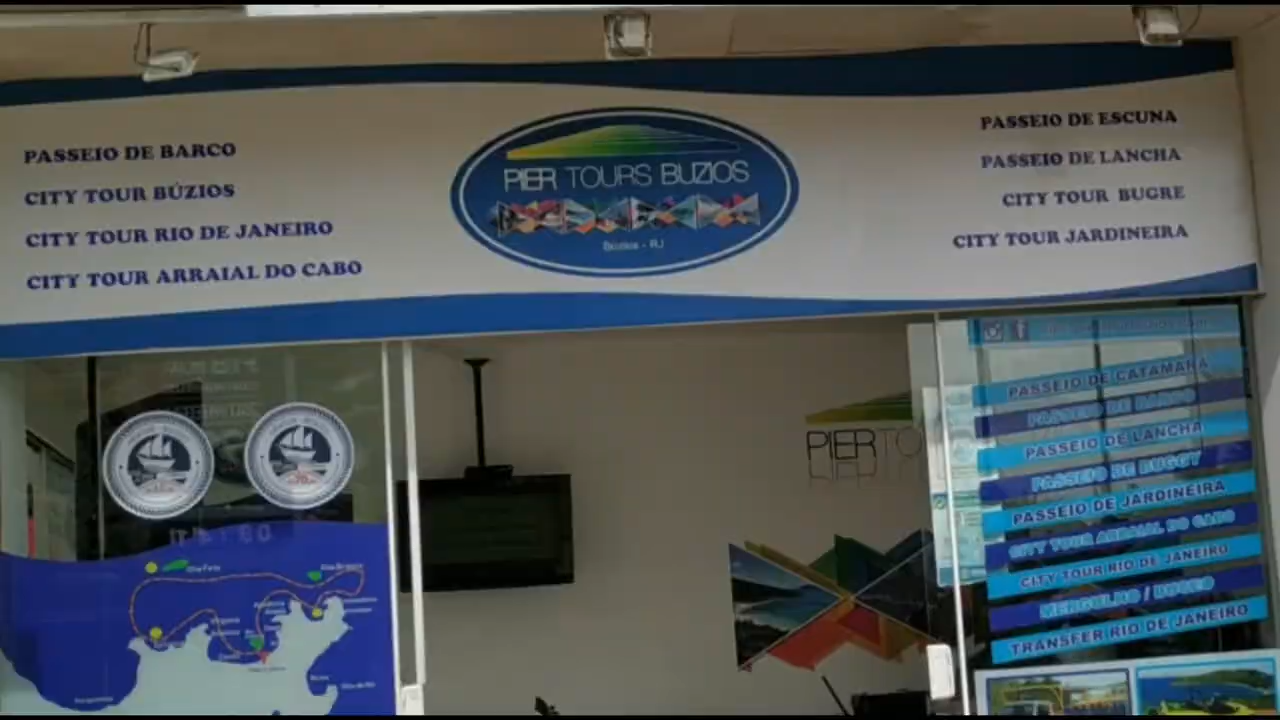 PASSEIO DE BARCO
CITY TOUR BÚZIOS
CITY TOUR RIO DE JANEIRO
CITY TOUR ARRAIAL DO CABO
PIER TOURS BUZIOS
Búzios - RJ
PASSEIO DE ESCUNA
PASSEIO DE LANCHA
CITY TOUR BUGRE
CITY TOUR JARDINEIRA
PIER TO
PASSEIO DE CATAMARÃ
PASSEIO DE BARCO
PASSEIO DE LANCHA
PASSEIO DE BUGGY
PASSEIO DE JARDINEIRA
CITY TOUR ARRAIAL DO CABO
CITY TOUR RIO DE JANEIRO
MERGULHO /
TRANSFER RIO DE JANEIRO